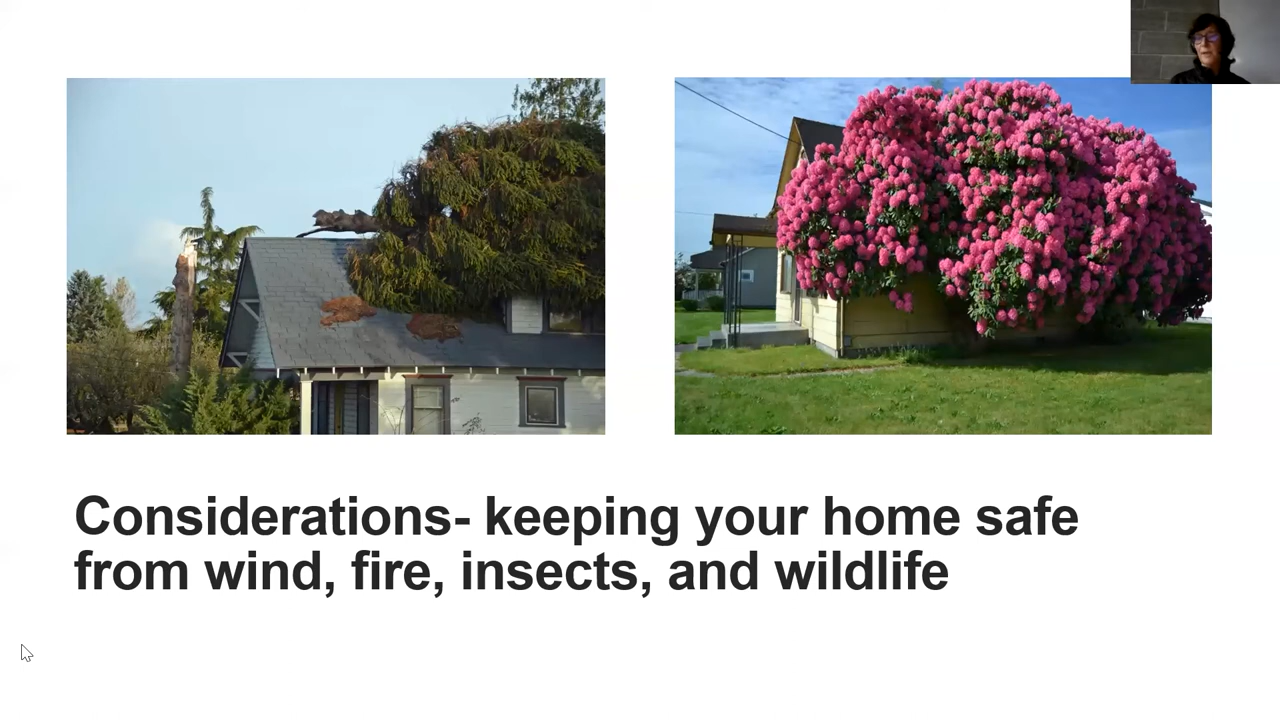 Considerations- keeping your home safe
from wind, fire, insects, and wildlife